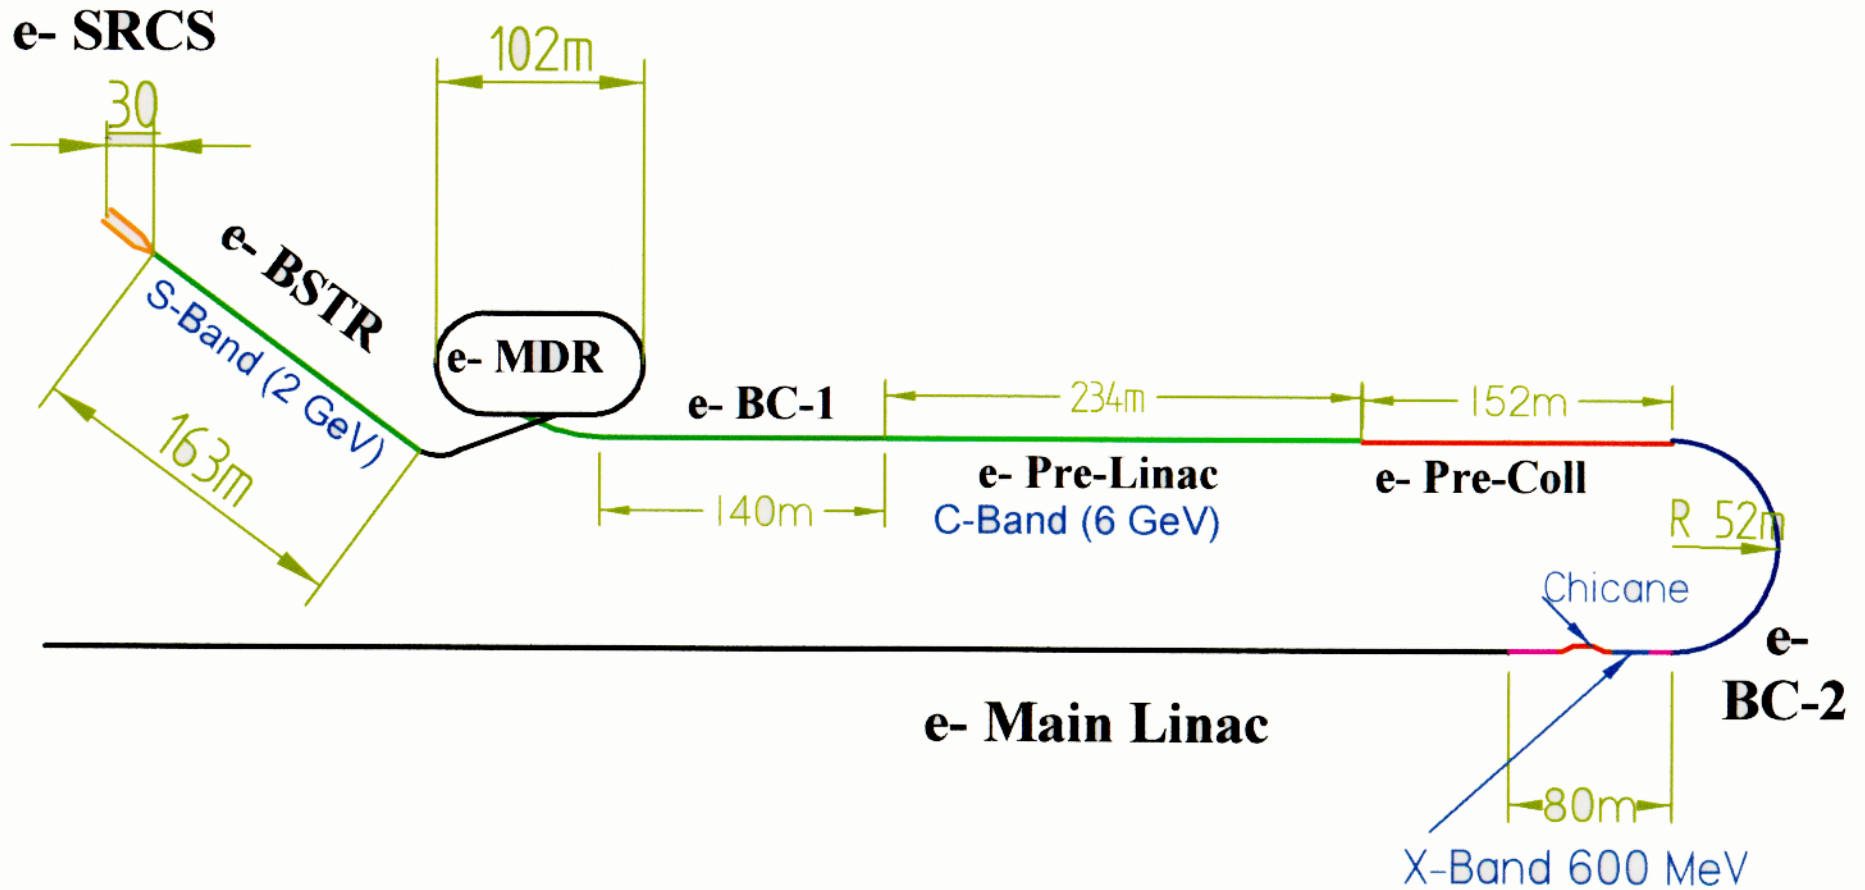 e- SRCS
30
102m
e- BSTR
S-Band (2 GeV)
163m
e- MDR
e- BC-1
234m
152m
e- Pre-Linac
C-Band (6 GeV)
e- Pre-Coll
140m
R 52m
Chicane
e-
BC-2
e- Main Linac
80m
X-Band 600 MeV